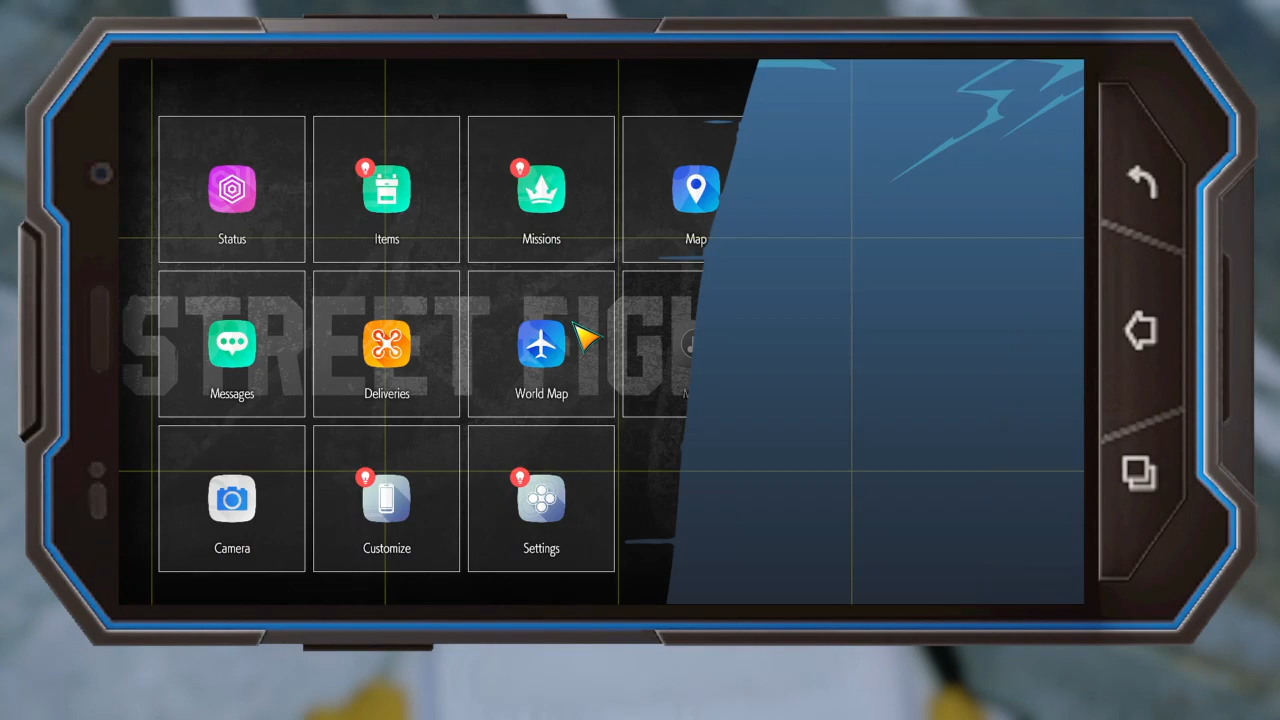 Status
Items
Missions
Map
STREET FIGH
Messages
Deliveries
World Map
Camera
Customize
Settings